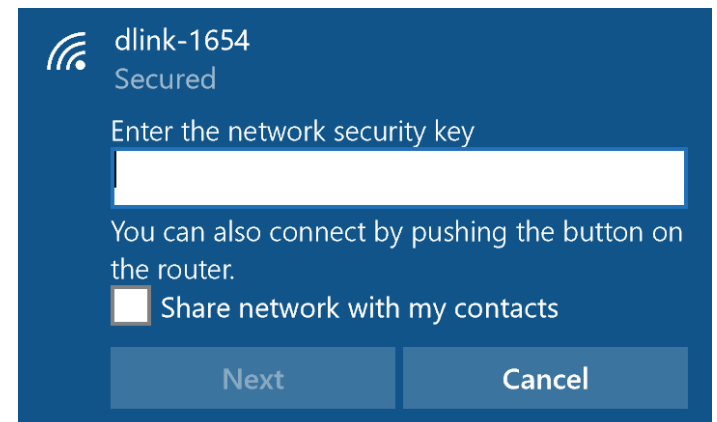 dlink-1654
Secured
Enter the network security key
You can also connect by pushing the button on
the router.
Share network with my contacts
Next
Cancel